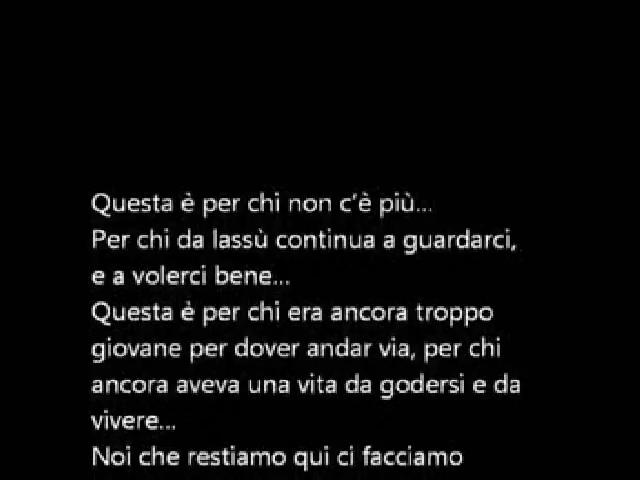 Questa è per chi non c'è più...
Per chi da lassù continua a guardarci,
e a volerci bene...
Questa è per chi era ancora troppo
giovane per dover andar via, per chi
ancora aveva una vita da godersi e da
vivere...
Noi che restiamo qui ci facciamo